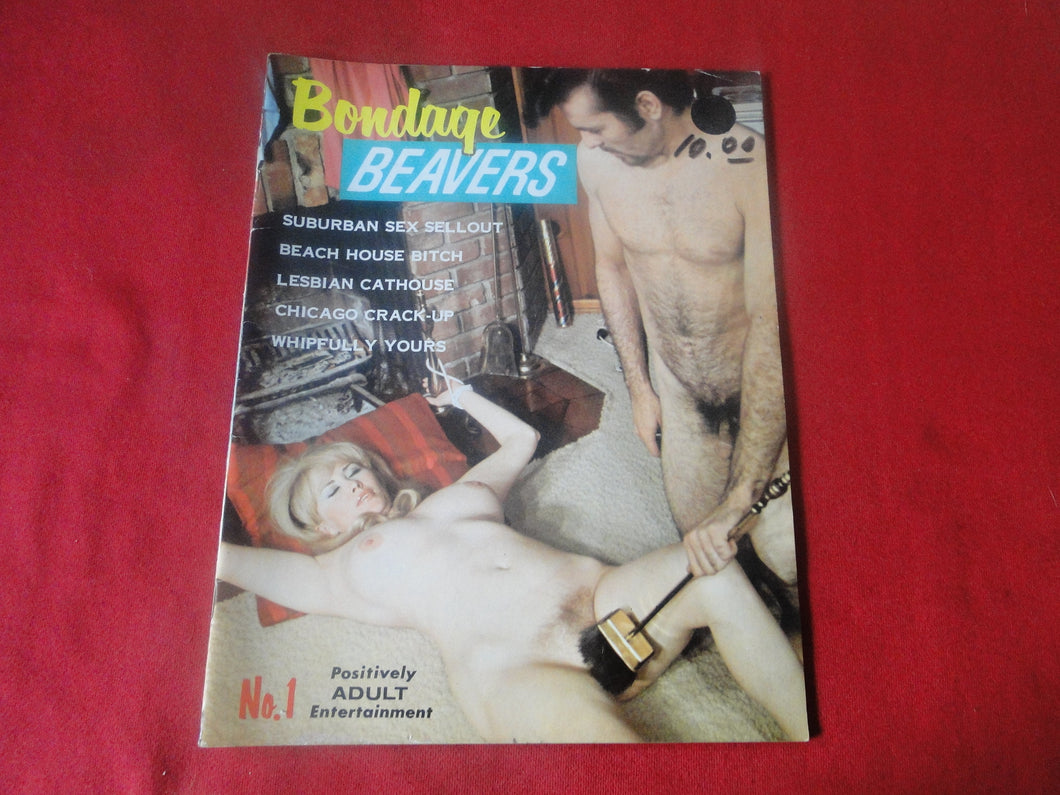 Bondage
BEAVERS
10.00
SUBURBAN SEX SELLOUT
BEACH HOUSE BITCH
LESBIAN CATHOUSE
CHICAGO CRACK-UP
WHIPFULLY YOURS
No.1
Positively
ADULT
Entertainment